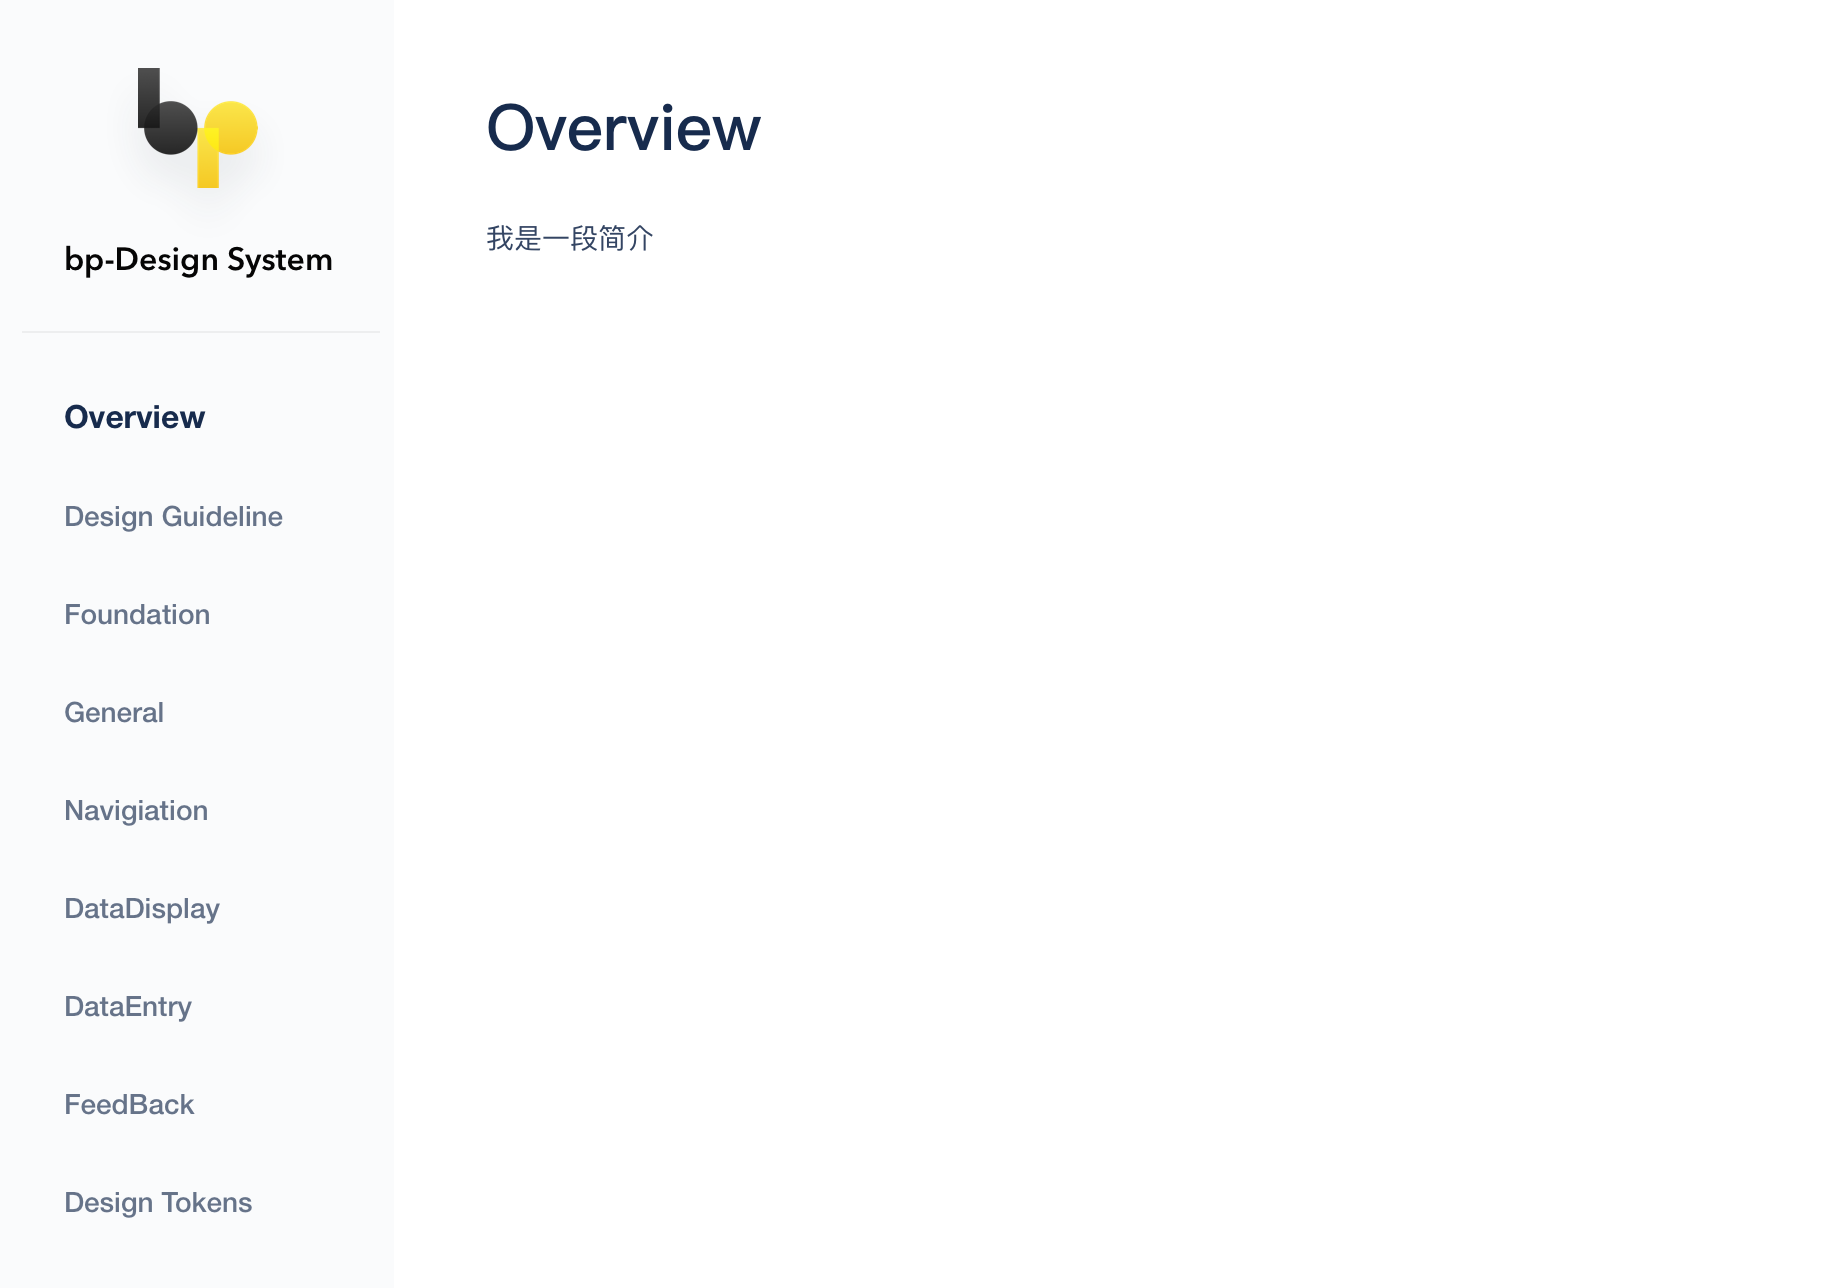 bp
bp-Design System
Overview
Design Guideline
Foundation
General
Navigiation
DataDisplay
DataEntry
FeedBack
Design Tokens
Overview
我是一段简介